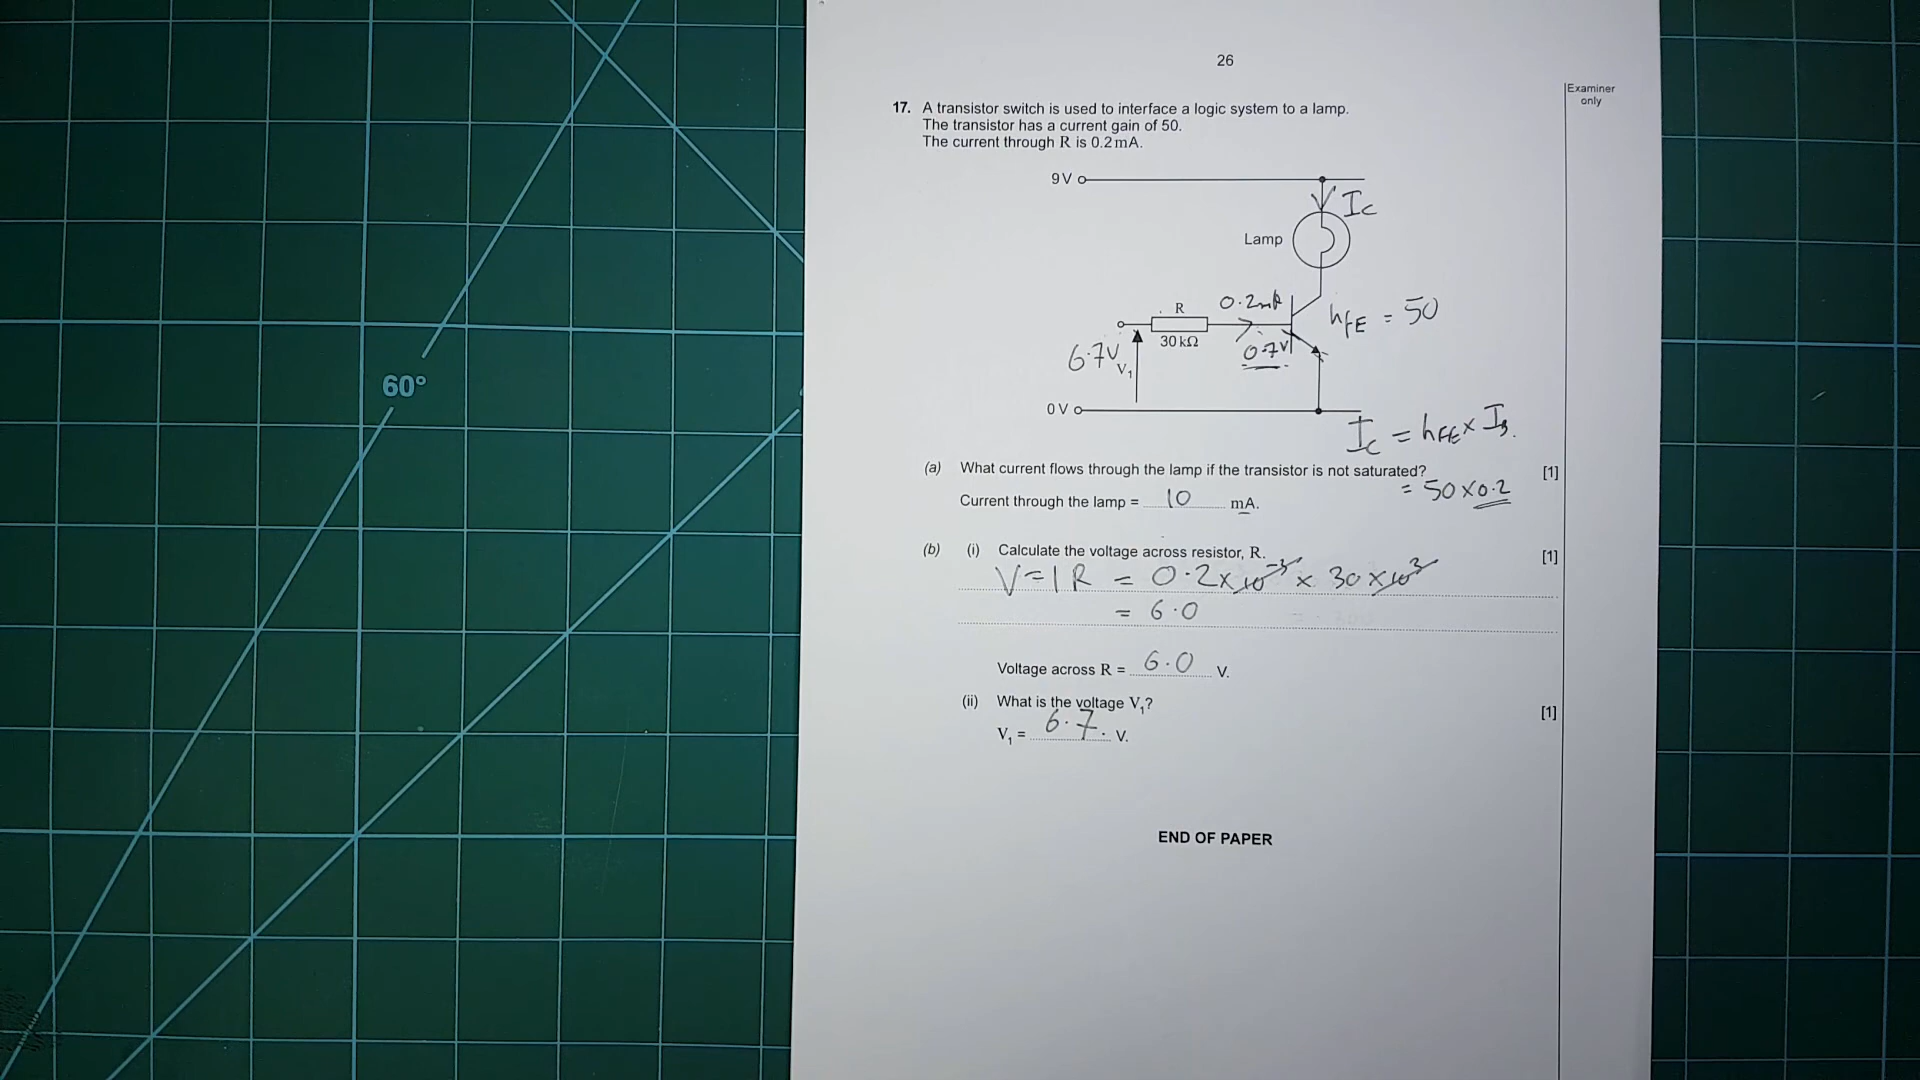 26
Examiner
only
17. A transistor switch is used to interface a logic system to a lamp.
The transistor has a current gain of 50.
The current through R is 0.2 mA.
9 V
Ic
Lamp
R
0.2mA
hFE = 50
30 kΩ
0.7V
6.7V
V1
0 V
Ic = hFE × IB.
(a) What current flows through the lamp if the transistor is not saturated? [1]
= 50 × 0.2
Current through the lamp = 10 mA.
(b) (i) Calculate the voltage across resistor, R. [1]
V = IR = 0.2 × 10⁻³ × 30 × 10³
= 6.0
Voltage across R = 6.0 V.
(ii) What is the voltage V1? [1]
V1 = 6.7. V.
END OF PAPER
60°